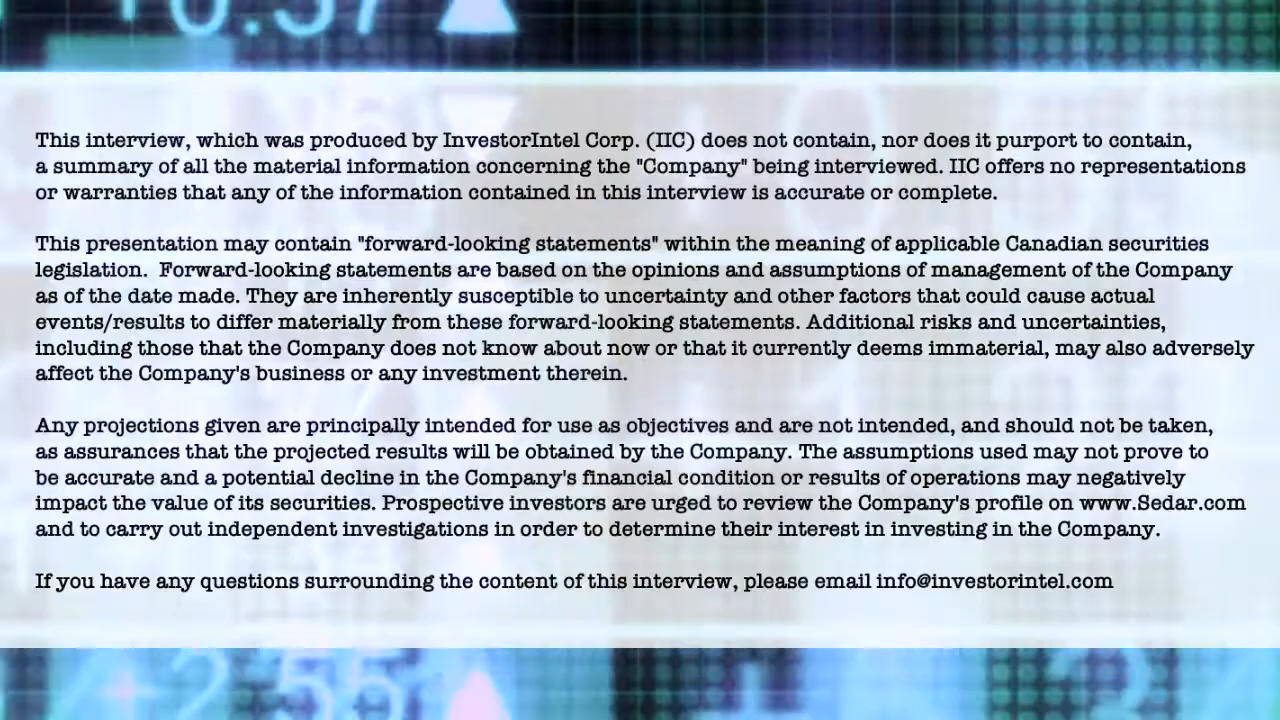 0.57
This interview, which was produced by InvestorIntel Corp. (IIC) does not contain, nor does it purport to contain,
a summary of all the material information concerning the "Company" being interviewed. IIC offers no representations
or warranties that any of the information contained in this interview is accurate or complete.
This presentation may contain "forward-looking statements" within the meaning of applicable Canadian securities
legislation.  Forward-looking statements are based on the opinions and assumptions of management of the Company
as of the date made. They are inherently susceptible to uncertainty and other factors that could cause actual
events/results to differ materially from these forward-looking statements. Additional risks and uncertainties,
including those that the Company does not know about now or that it currently deems immaterial, may also adversely
affect the Company's business or any investment therein.
Any projections given are principally intended for use as objectives and are not intended, and should not be taken,
as assurances that the projected results will be obtained by the Company. The assumptions used may not prove to
be accurate and a potential decline in the Company's financial condition or results of operations may negatively
impact the value of its securities. Prospective investors are urged to review the Company's profile on www.Sedar.com
and to carry out independent investigations in order to determine their interest in investing in the Company.
If you have any questions surrounding the content of this interview, please email info@investorintel.com
+2.55